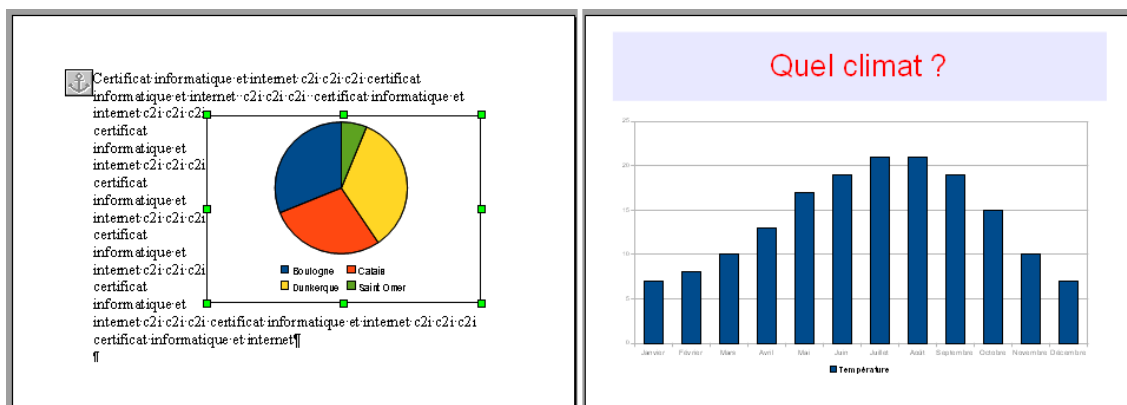 Certificat informatique et internet c2i c2i c2i certificat
informatique et internet c2i c2i c2i certificat informatique et
internet c2i c2i c2i
certificat
informatique et
internet c2i c2i c2i
certificat
informatique et
internet c2i c2i c2i
certificat
informatique et
internet c2i c2i c2i
certificat
informatique et
internet c2i c2i c2i certificat informatique et internet c2i c2i c2i
certificat informatique et internet¶
¶
Boulogne Calais
Dunkerque Saint Omer
Quel climat ?
25
20
15
10
5
0
Janvier Février Mars Avril Mai Juin Juillet Août Septembre Octobre Novembre Décembre
Température